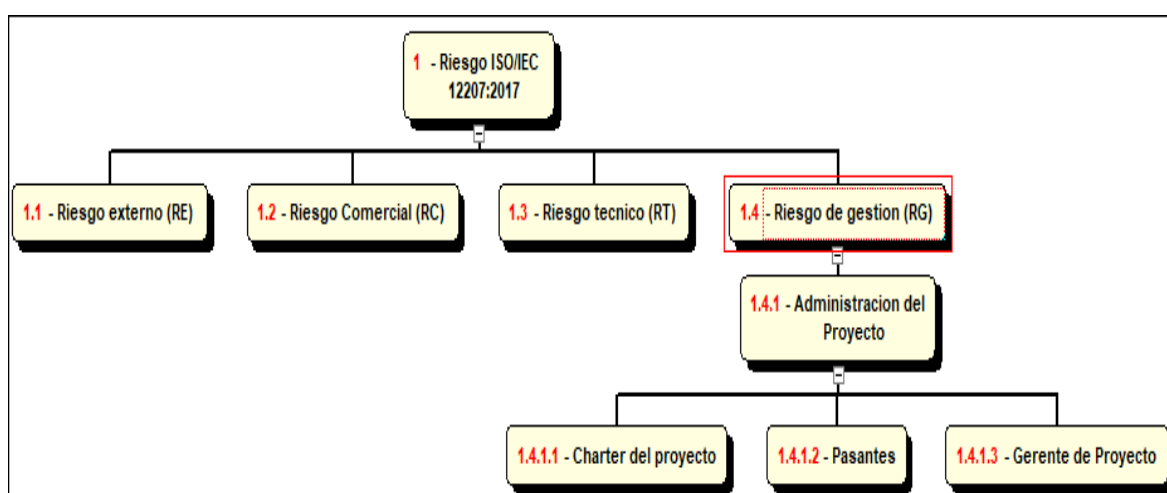 1 - Riesgo ISO/IEC
12207:2017
1.1 - Riesgo externo (RE)
1.2 - Riesgo Comercial (RC)
1.3 - Riesgo tecnico (RT)
1.4 - Riesgo de gestion (RG)
1.4.1 - Administracion del
Proyecto
1.4.1.1 - Charter del proyecto
1.4.1.2 - Pasantes
1.4.1.3 - Gerente de Proyecto